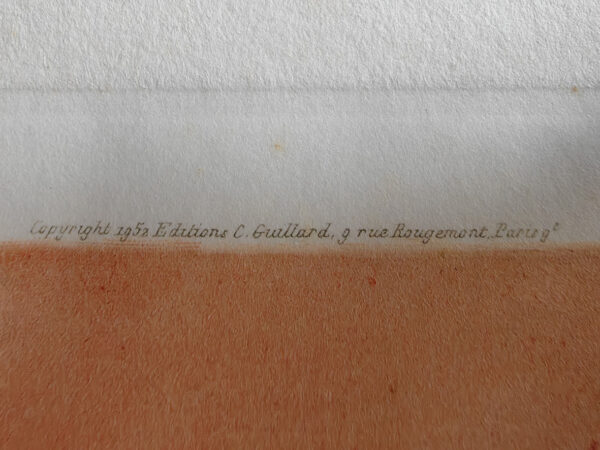 Copyright 1952 Editions C. Guillard, 9 rue Rougemont, Paris 9e